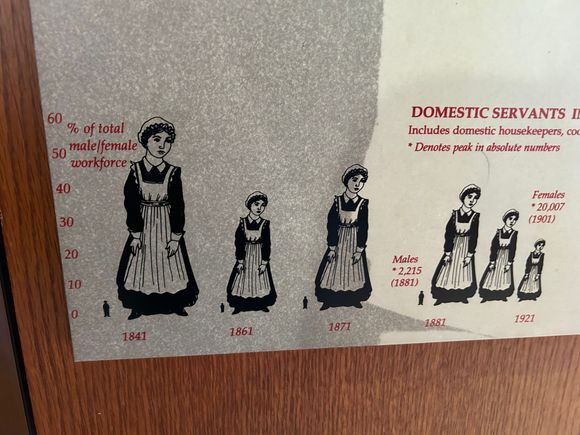 DOMESTIC SERVANTS
Includes domestic housekeepers,
* Denotes peak in absolute numbers
60
% of total
male/female
workforce
50
40
30
20
10
0
Females
* 20,007
(1901)
Males
* 2,215
(1881)
1841
1861
1871
1881
1921